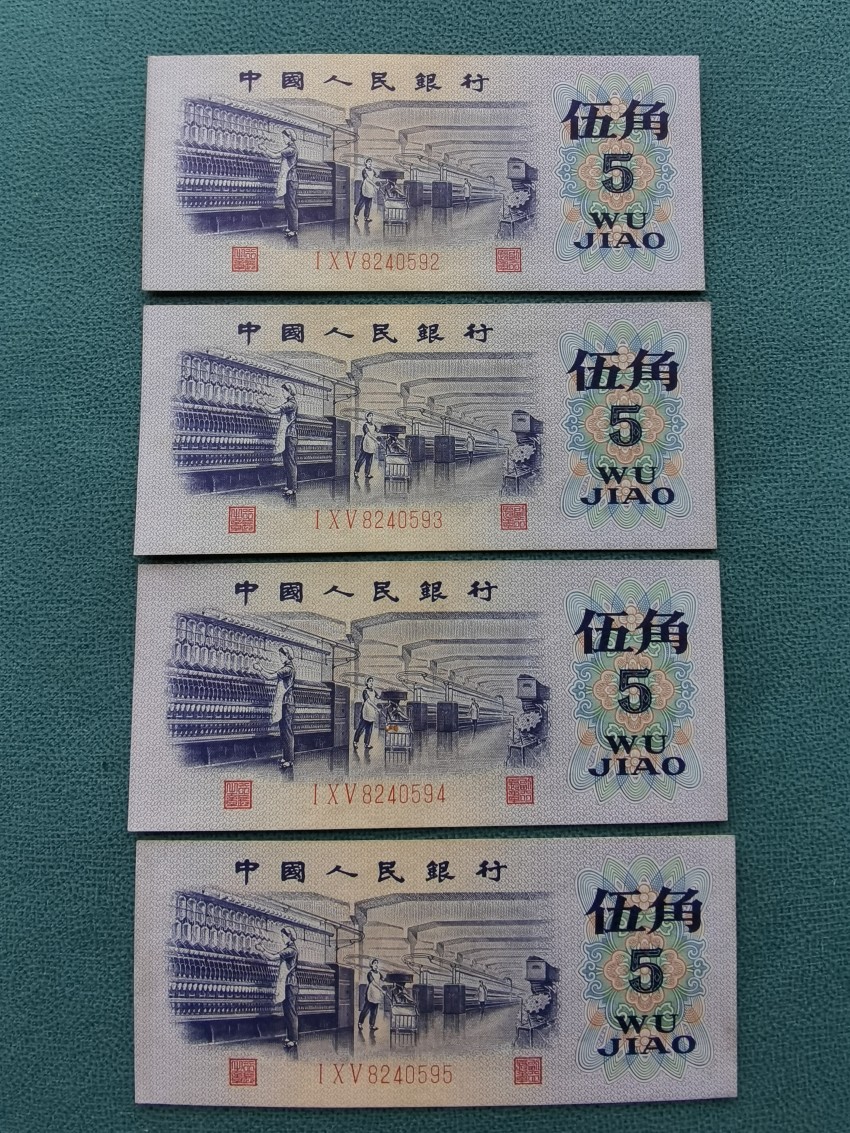 中國人民銀行
伍角
5
WU
JIAO
I X V 8240592
中國人民銀行
伍角
5
WU
JIAO
I X V 8240593
中國人民銀行
伍角
5
WU
JIAO
I X V 8240594
中國人民銀行
伍角
5
WU
JIAO
I X V 8240595